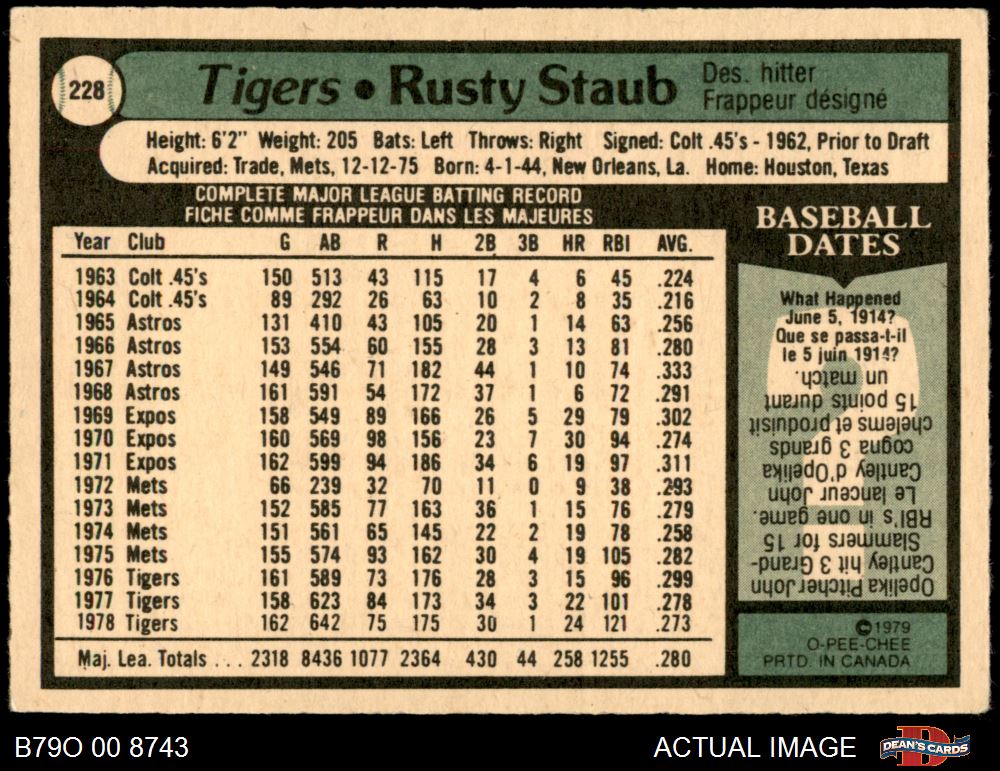 228
Tigers • Rusty Staub
Des. hitter
Frappeur désigné
Height: 6'2" Weight: 205 Bats: Left Throws: Right Signed: Colt .45's - 1962, Prior to Draft
Acquired: Trade, Mets, 12-12-75 Born: 4-1-44, New Orleans, La. Home: Houston, Texas
COMPLETE MAJOR LEAGUE BATTING RECORD
FICHE COMME FRAPPEUR DANS LES MAJEURES
Year Club G AB R H 2B 3B HR RBI AVG.
1963 Colt .45's 150 513 43 115 17 4 6 45 .224
1964 Colt .45's 89 292 26 63 10 2 8 35 .216
1965 Astros 131 410 43 105 20 1 14 63 .256
1966 Astros 153 554 60 155 28 3 13 81 .280
1967 Astros 149 546 71 182 44 1 10 74 .333
1968 Astros 161 591 54 172 37 1 6 72 .291
1969 Expos 158 549 89 166 26 5 29 79 .302
1970 Expos 160 569 98 156 23 7 30 94 .274
1971 Expos 162 599 94 186 34 6 19 97 .311
1972 Mets 66 239 32 70 11 0 9 38 .293
1973 Mets 152 585 77 163 36 1 15 76 .279
1974 Mets 151 561 65 145 22 2 19 78 .258
1975 Mets 155 574 93 162 30 4 19 105 .282
1976 Tigers 161 589 73 176 28 3 15 96 .299
1977 Tigers 158 623 84 173 34 3 22 101 .278
1978 Tigers 162 642 75 175 30 1 24 121 .273
Maj. Lea. Totals ... 2318 8436 1077 2364 430 44 258 1255 .280
BASEBALL
DATES
What Happened
June 5, 1914?
Que se passa-t-il
le 5 juin 1914?
Opelika Pitcher John
Cantley hit 3 Grand-
Slammers for 15
RBI's in one game.
Le lanceur John
Cantley d'Opelika
cogna 3 grands
chelems et produisit
15 points durant
un match.
©1979
O-PEE-CHEE
PRTD. IN CANADA
B79O 00 8743
ACTUAL IMAGE
DEAN'S CARDS